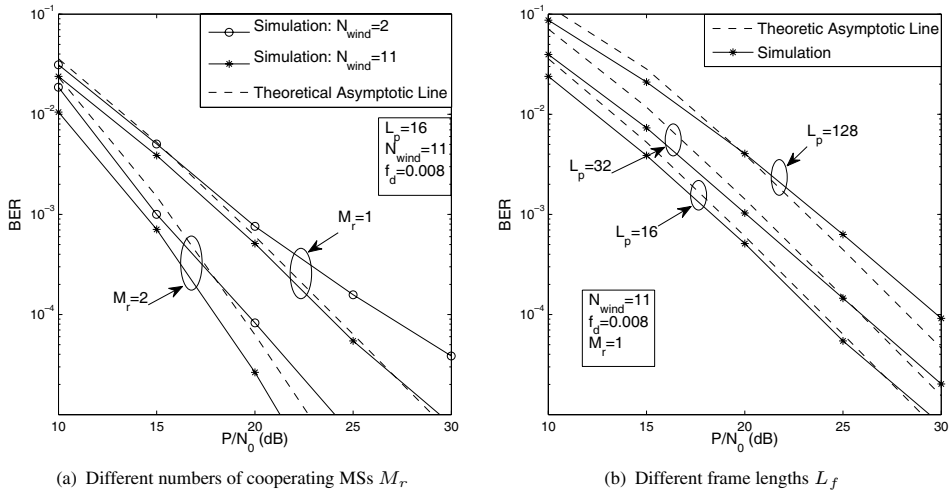 Simulation: N_wind=2
Simulation: N_wind=11
Theoretical Asymptotic Line
L_p=16
N_wind=11
f_d=0.008
M_r=1
M_r=2
10^-1
10^-2
10^-3
10^-4
BER
10 15 20 25 30
P/N_0 (dB)
(a) Different numbers of cooperating MSs M_r
Theoretic Asymptotic Line
Simulation
L_p=128
L_p=32
L_p=16
N_wind=11
f_d=0.008
M_r=1
10^-1
10^-2
10^-3
10^-4
BER
10 15 20 25 30
P/N_0 (dB)
(b) Different frame lengths L_f